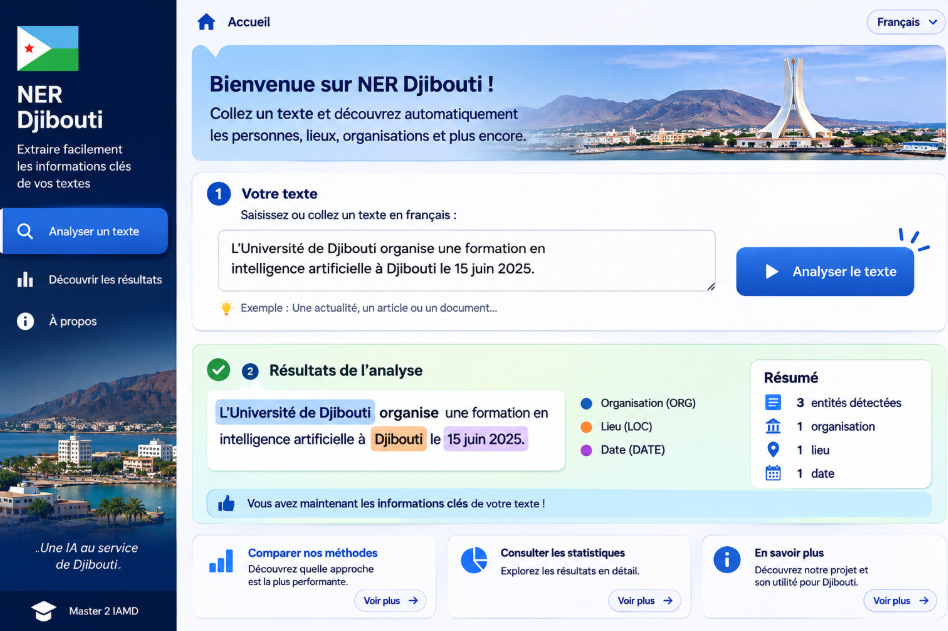 NER
Djibouti
Extraire facilement
les informations clés
de vos textes
Analyser un texte
Découvrir les résultats
À propos
..Une IA au service
de Djibouti.
Master 2 IAMD
Accueil
Français
Bienvenue sur NER Djibouti !
Collez un texte et découvrez automatiquement
les personnes, lieux, organisations et plus encore.
1 Votre texte
Saisissez ou collez un texte en français :
L'Université de Djibouti organise une formation en
intelligence artificielle à Djibouti le 15 juin 2025.
Analyser le texte
Exemple : Une actualité, un article ou un document...
2 Résultats de l'analyse
L'Université de Djibouti organise une formation en
intelligence artificielle à Djibouti le 15 juin 2025.
Organisation (ORG)
Lieu (LOC)
Date (DATE)
Résumé
3 entités détectées
1 organisation
1 lieu
1 date
Vous avez maintenant les informations clés de votre texte !
Comparer nos méthodes
Découvrez quelle approche
est la plus performante.
Voir plus
Consulter les statistiques
Explorez les résultats en détail.
Voir plus
En savoir plus
Découvrez notre projet et
son utilité pour Djibouti.
Voir plus